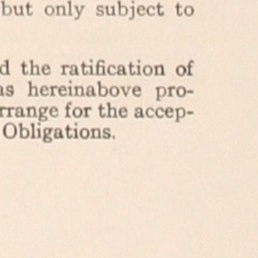 but only subject to
d the ratification of
as hereinabove pro-
rrange for the accep-
Obligations.